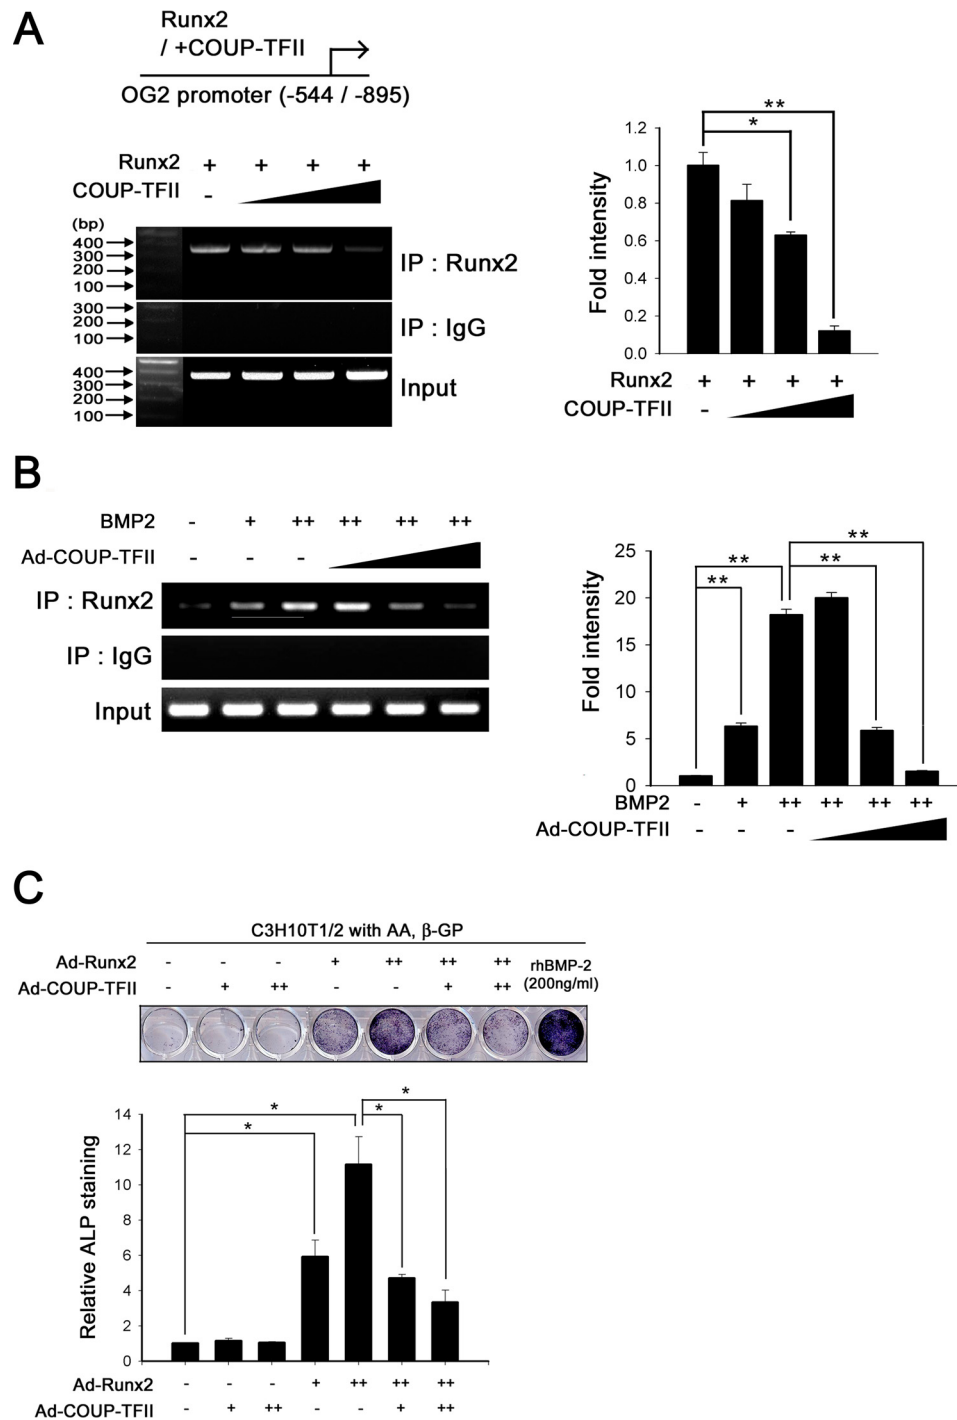 A
Runx2
/ +COUP-TFII
OG2 promoter (-544 / -895)
Runx2 + + + +
COUP-TFII -
(bp)
400
300
200
100
IP : Runx2
300
200
100
IP : IgG
400
300
200
100
Input
** 
*
Fold intensity
1.2
1.0
0.8
0.6
0.4
0.2
0.0
Runx2 + + + +
COUP-TFII -
B
BMP2 - + ++ ++ ++ ++
Ad-COUP-TFII - - -
IP : Runx2
IP : IgG
Input
**
** **
**
Fold intensity
25
20
15
10
5
0
BMP2 - + ++ ++ ++ ++
Ad-COUP-TFII - - -
C
C3H10T1/2 with AA, β-GP
Ad-Runx2 - - - + ++ ++ ++ rhBMP-2
Ad-COUP-TFII - + ++ - - + ++ (200ng/ml)
*
* *
*
Relative ALP staining
14
12
10
8
6
4
2
0
Ad-Runx2 - - - + ++ ++ ++
Ad-COUP-TFII - + ++ - - + ++